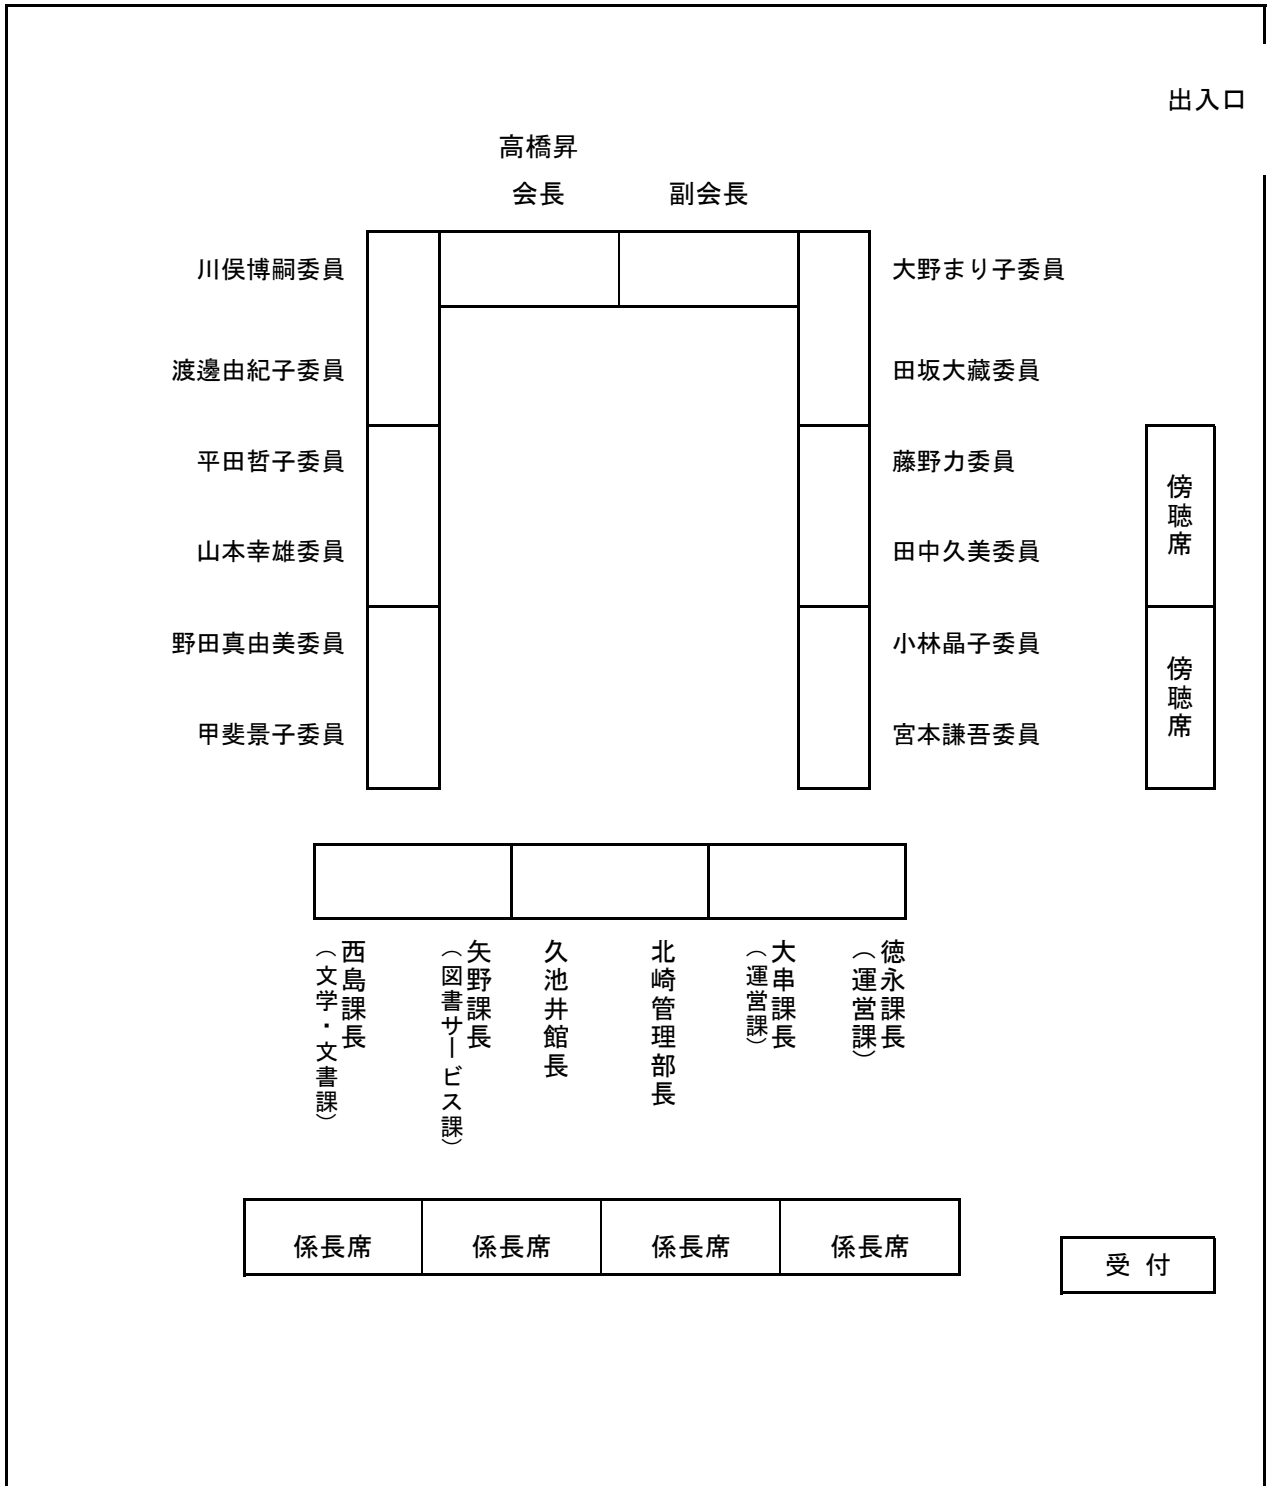 出入口
高橋昇
会長
副会長
川俣博嗣委員
大野まり子委員
渡邊由紀子委員
田坂大藏委員
平田哲子委員
藤野力委員
山本幸雄委員
田中久美委員
野田真由美委員
小林晶子委員
甲斐景子委員
宮本謙吾委員
傍聴席
傍聴席
徳永課長
（運営課）
大串課長
（運営課）
北崎管理部長
久池井館長
矢野課長
（図書サービス課）
西島課長
（文学・文書課）
係長席
係長席
係長席
係長席
受 付